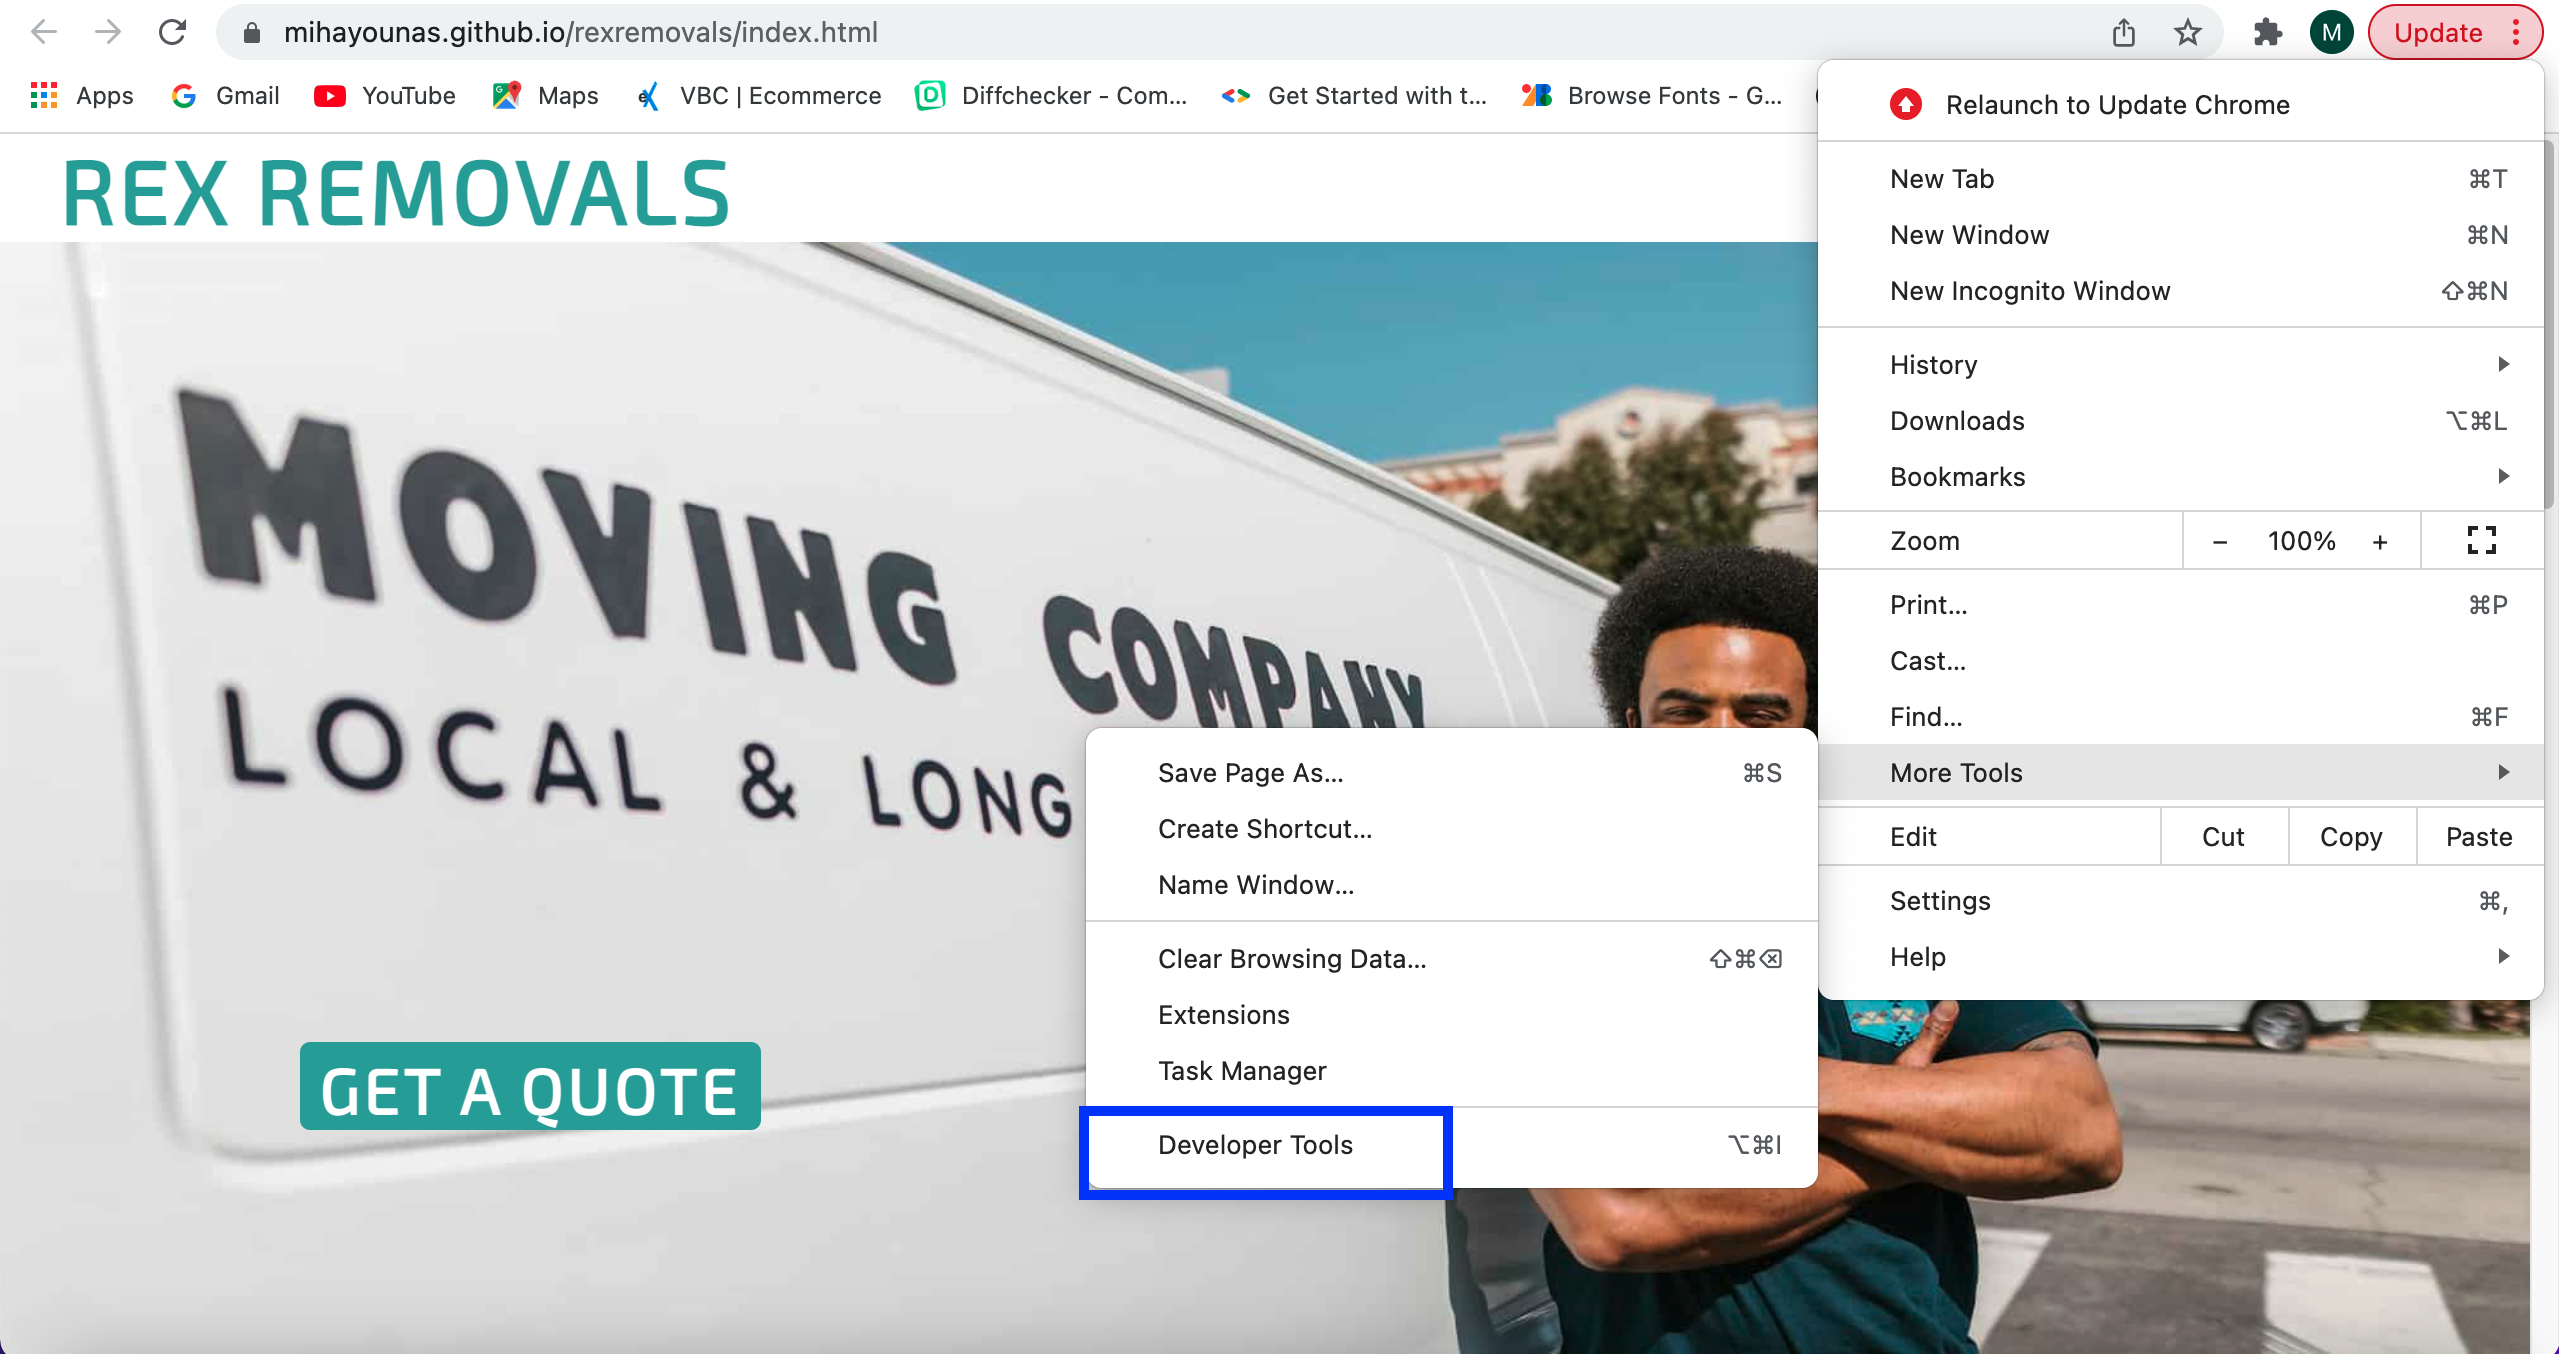 mihayounas.github.io/rexremovals/index.html
M
Update
Apps
Gmail
YouTube
Maps
VBC | Ecommerce
Diffchecker - Com...
Get Started with t...
Browse Fonts - G...
REX REMOVALS
MOVING COMPANY
LOCAL & LONG
GET A QUOTE
Relaunch to Update Chrome
New Tab ⌘T
New Window ⌘N
New Incognito Window ⇧⌘N
History
Downloads ⌥⌘L
Bookmarks
Zoom − 100% +
Print... ⌘P
Cast...
Find... ⌘F
More Tools
Edit Cut Copy Paste
Settings ⌘,
Help
Save Page As... ⌘S
Create Shortcut...
Name Window...
Clear Browsing Data... ⇧⌘⌫
Extensions
Task Manager
Developer Tools ⌥⌘I